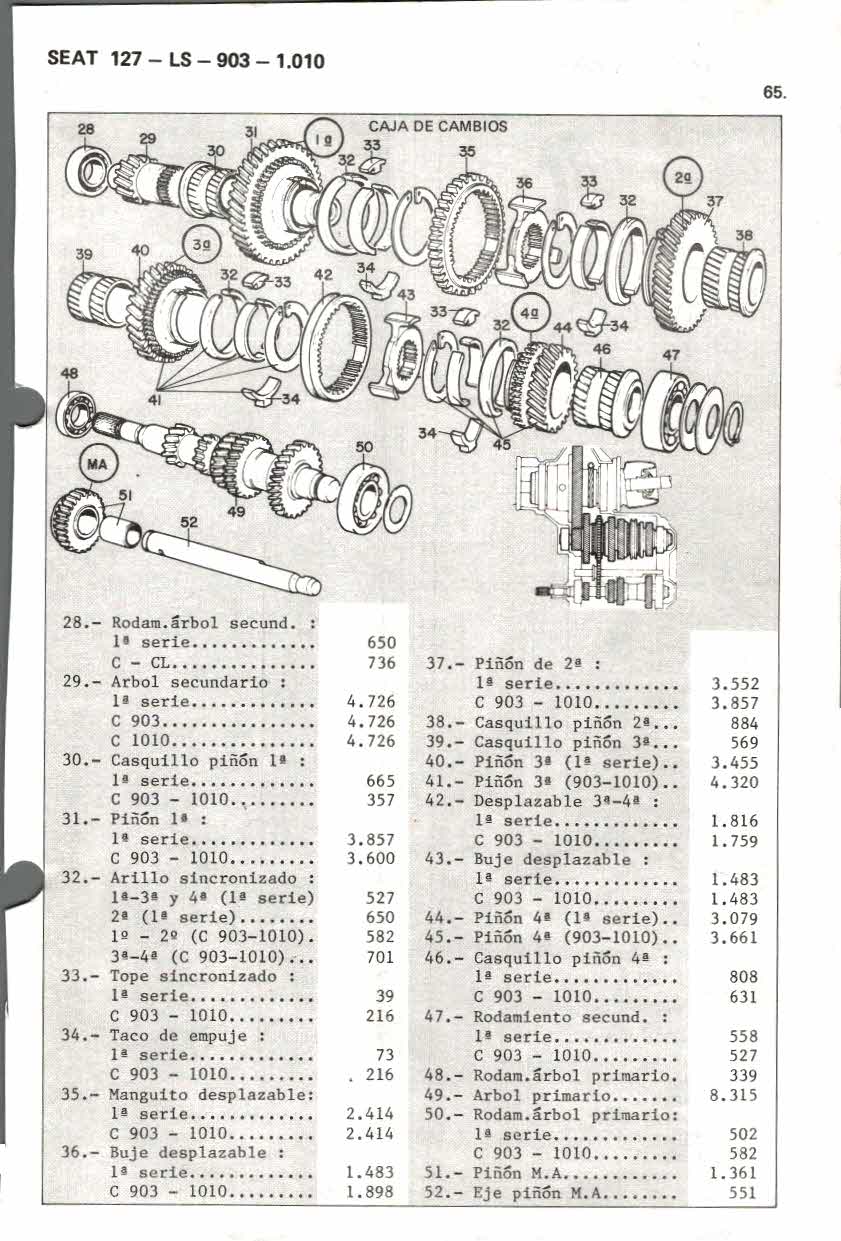 SEAT 127 – LS – 903 – 1.010
65.
CAJA DE CAMBIOS
28
29
30
31
1ª
32
33
35
36
33
32
2ª
37
38
39
40
3ª
32
33
42
34
43
33
32
4ª
44
34
46
47
41
34
34
45
48
MA
51
49
50
52
28.- Rodam.árbol secund. :
1ª serie............. 650
C - CL............... 736
29.- Arbol secundario :
1ª serie............. 4.726
C 903................ 4.726
C 1010............... 4.726
30.- Casquillo piñón 1ª :
1ª serie............. 665
C 903 - 1010......... 357
31.- Piñón 1ª :
1ª serie............. 3.857
C 903 - 1010......... 3.600
32.- Arillo sincronizado :
1ª-3ª y 4ª (1ª serie) 527
2ª (1ª serie)........ 650
1º - 2º (C 903-1010). 582
3ª-4ª (C 903-1010)... 701
33.- Tope sincronizado :
1ª serie............. 39
C 903 - 1010......... 216
34.- Taco de empuje :
1ª serie............. 73
C 903 - 1010......... 216
35.- Manguito desplazable:
1ª serie............. 2.414
C 903 - 1010......... 2.414
36.- Buje desplazable :
1ª serie............. 1.483
C 903 - 1010......... 1.898
37.- Piñón de 2ª :
1ª serie............. 3.552
C 903 - 1010......... 3.857
38.- Casquillo piñón 2ª... 884
39.- Casquillo piñón 3ª... 569
40.- Piñón 3ª (1ª serie).. 3.455
41.- Piñón 3ª (903-1010).. 4.320
42.- Desplazable 3ª-4ª :
1ª serie............. 1.816
C 903 - 1010......... 1.759
43.- Buje desplazable :
1ª serie............. 1.483
C 903 - 1010......... 1.483
44.- Piñón 4ª (1ª serie).. 3.079
45.- Piñón 4ª (903-1010).. 3.661
46.- Casquillo piñón 4ª :
1ª serie............. 808
C 903 - 1010......... 631
47.- Rodamiento secund. :
1ª serie............. 558
C 903 - 1010......... 527
48.- Rodam.árbol primario. 339
49.- Arbol primario....... 8.315
50.- Rodam.árbol primario:
1ª serie............. 502
C 903 - 1010......... 582
51.- Piñón M.A............ 1.361
52.- Eje piñón M.A........ 551